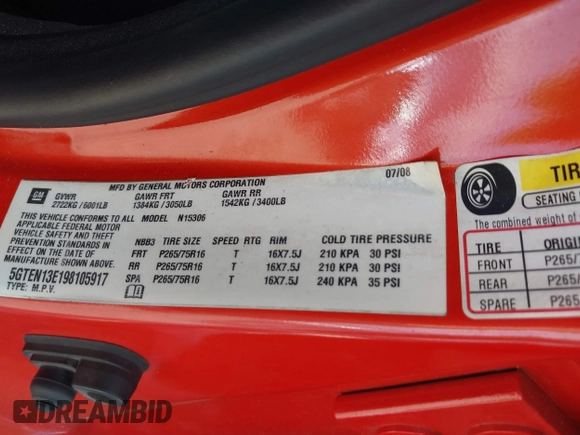 MFD BY GENERAL MOTORS CORPORATION 07/08
GM
GVWR GAWR FRT GAWR RR
2722KG / 6001LB 1384KG / 3050LB 1542KG / 3400LB
THIS VEHICLE CONFORMS TO ALL MODEL N15306
APPLICABLE FEDERAL MOTOR
VEHICLE SAFETY AND THEFT
PREVENTION STANDARDS IN
EFFECT ON THE DATE OF
MANUFACTURE SHOWN ABOVE.
5GTEN13E198105917
TYPE: M.P.V.
NBB3 TIRE SIZE SPEED RTG RIM COLD TIRE PRESSURE
FRT P265/75R16 T 16X7.5J 210 KPA 30 PSI
RR P265/75R16 T 16X7.5J 210 KPA 30 PSI
SPA P265/75R16 T 16X7.5J 240 KPA 35 PSI
TIR
SEATING
The combined weight of
TIRE ORIGI
FRONT P265/
REAR P265/
SPARE P265
DREAMBID